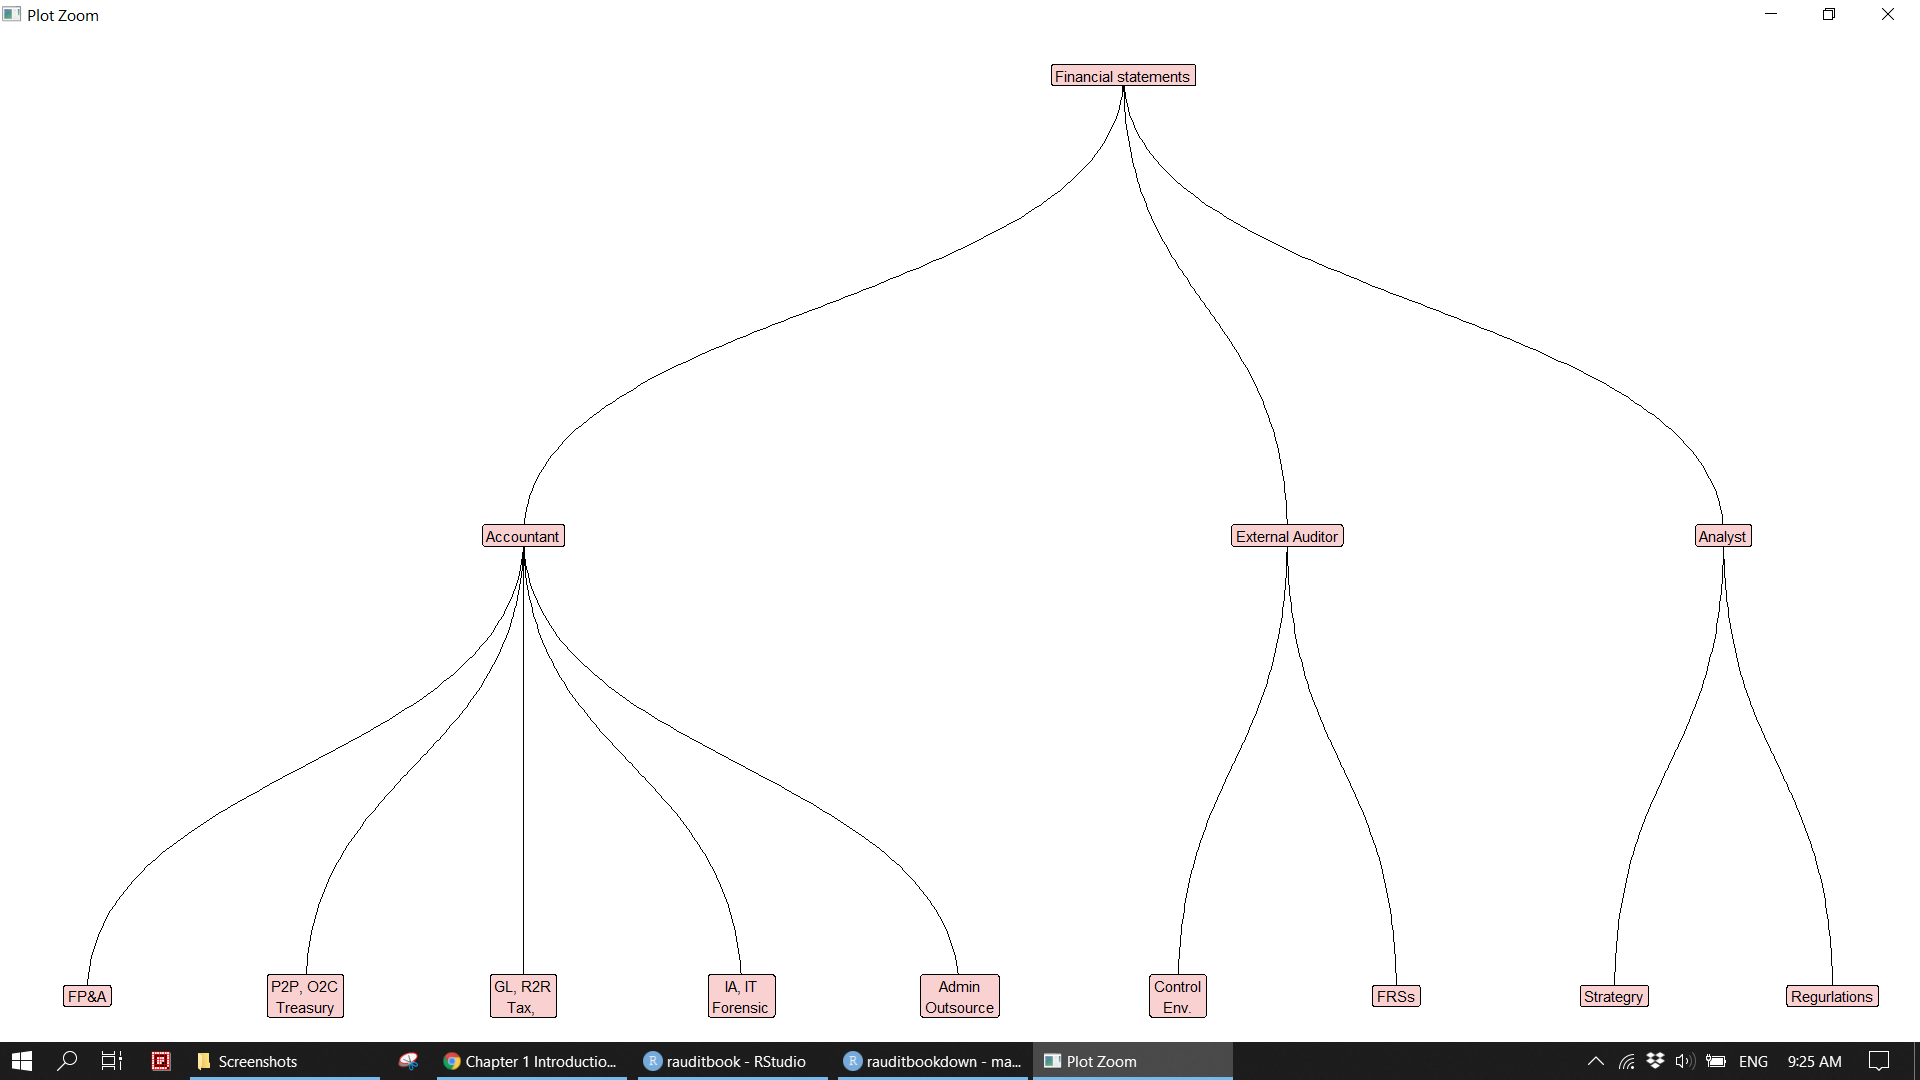 Plot Zoom
Financial statements
Accountant
External Auditor
Analyst
FP&A
P2P, O2C
Treasury
GL, R2R
Tax,
IA, IT
Forensic
Admin
Outsource
Control
Env.
FRSs
Strategry
Regurlations
Screenshots
Chapter 1 Introductio...
rauditbook - RStudio
rauditbookdown - ma...
Plot Zoom
ENG
9:25 AM